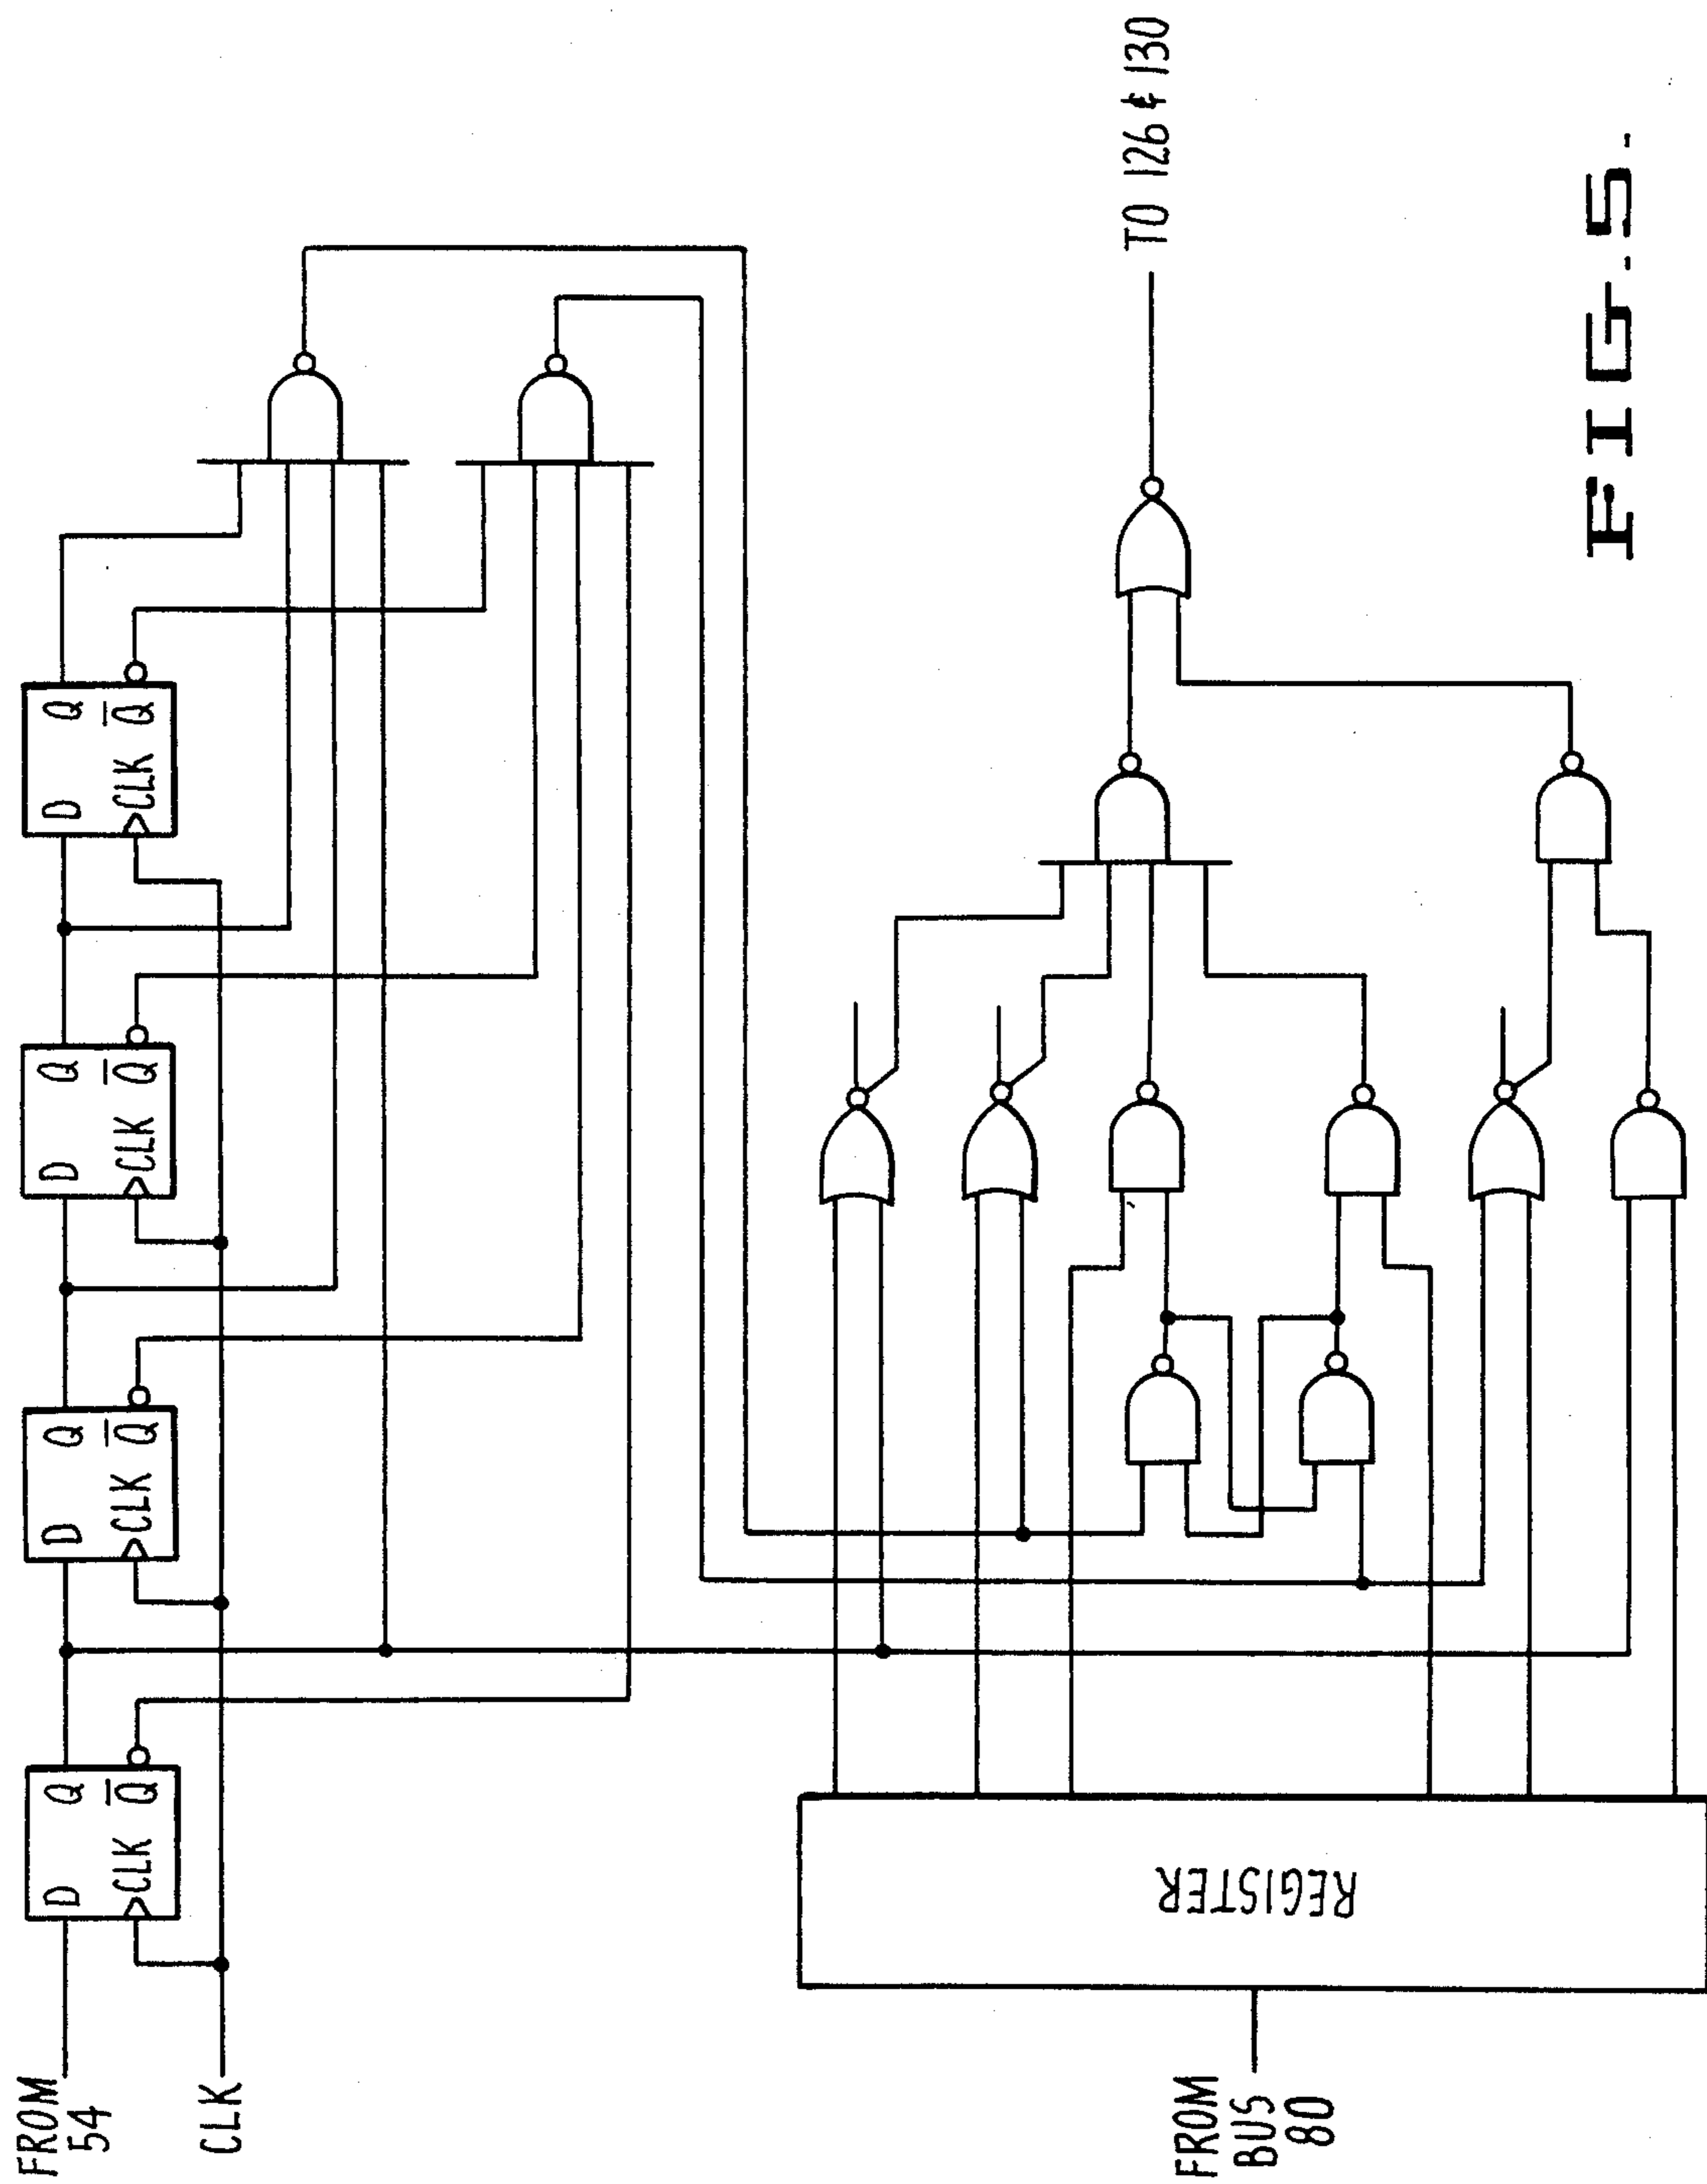 FROM
54
D Q
CLK Q̅
D Q
CLK Q̅
D Q
CLK Q̅
D Q
CLK Q̅
CLK
REGISTER
FROM
BUS
80
TO 126 & 130
FIG.5.